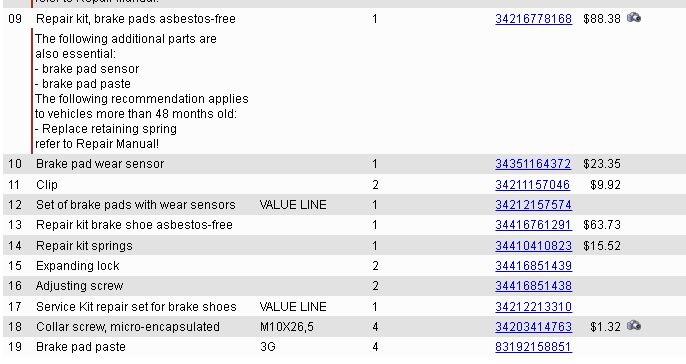 refer to Repair Manual!
09 Repair kit, brake pads asbestos-free 1 34216778168 $88.38
The following additional parts are
also essential:
- brake pad sensor
- brake pad paste
The following recommendation applies
to vehicles more than 48 months old:
- Replace retaining spring
refer to Repair Manual!
10 Brake pad wear sensor 1 34351164372 $23.35
11 Clip 2 34211157046 $9.92
12 Set of brake pads with wear sensors VALUE LINE 1 34212157574
13 Repair kit brake shoe asbestos-free 1 34416761291 $63.73
14 Repair kit springs 1 34410410823 $15.52
15 Expanding lock 2 34416851439
16 Adjusting screw 2 34416851438
17 Service Kit repair set for brake shoes VALUE LINE 1 34212213310
18 Collar screw, micro-encapsulated M10X26,5 4 34203414763 $1.32
19 Brake pad paste 3G 4 83192158851